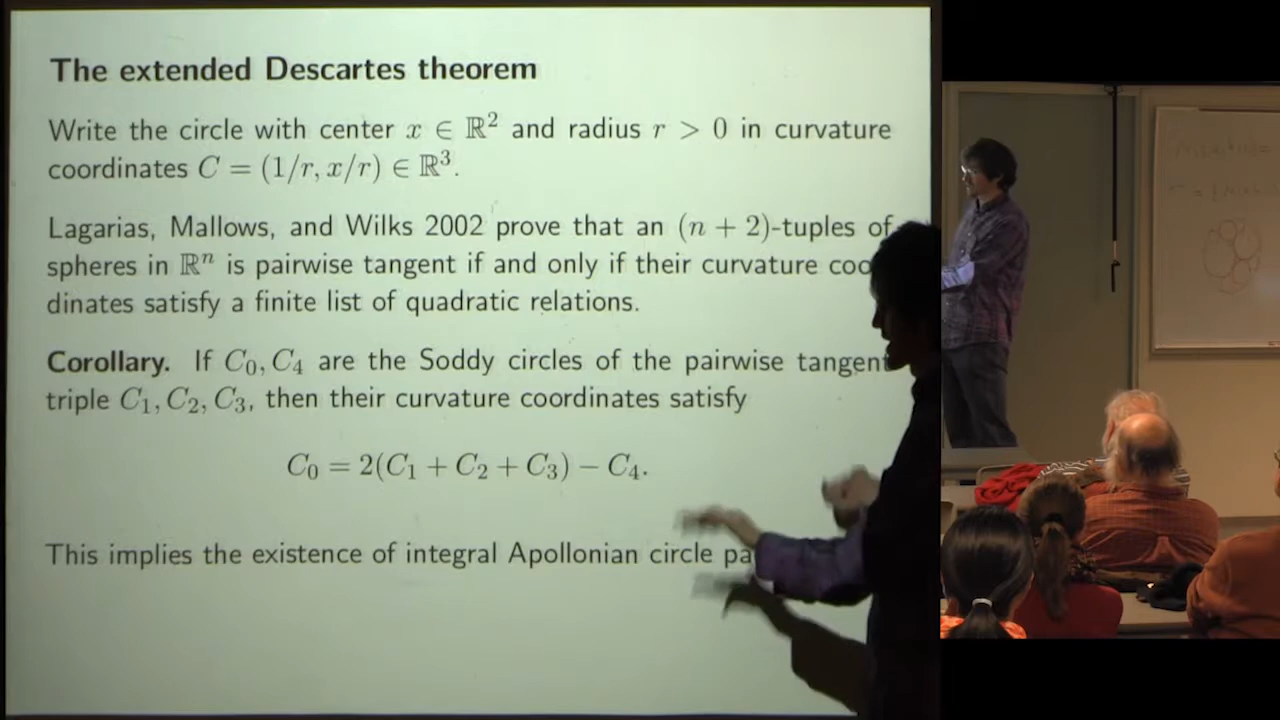 The extended Descartes theorem
Write the circle with center x ∈ ℝ² and radius r > 0 in curvature
coordinates C = (1/r, x/r) ∈ ℝ³.
Lagarias, Mallows, and Wilks 2002 prove that an (n + 2)-tuples of
spheres in ℝⁿ is pairwise tangent if and only if their curvature coo
dinates satisfy a finite list of quadratic relations.
Corollary. If C₀, C₄ are the Soddy circles of the pairwise tangent
triple C₁, C₂, C₃, then their curvature coordinates satisfy
C₀ = 2(C₁ + C₂ + C₃) − C₄.
This implies the existence of integral Apollonian circle pa